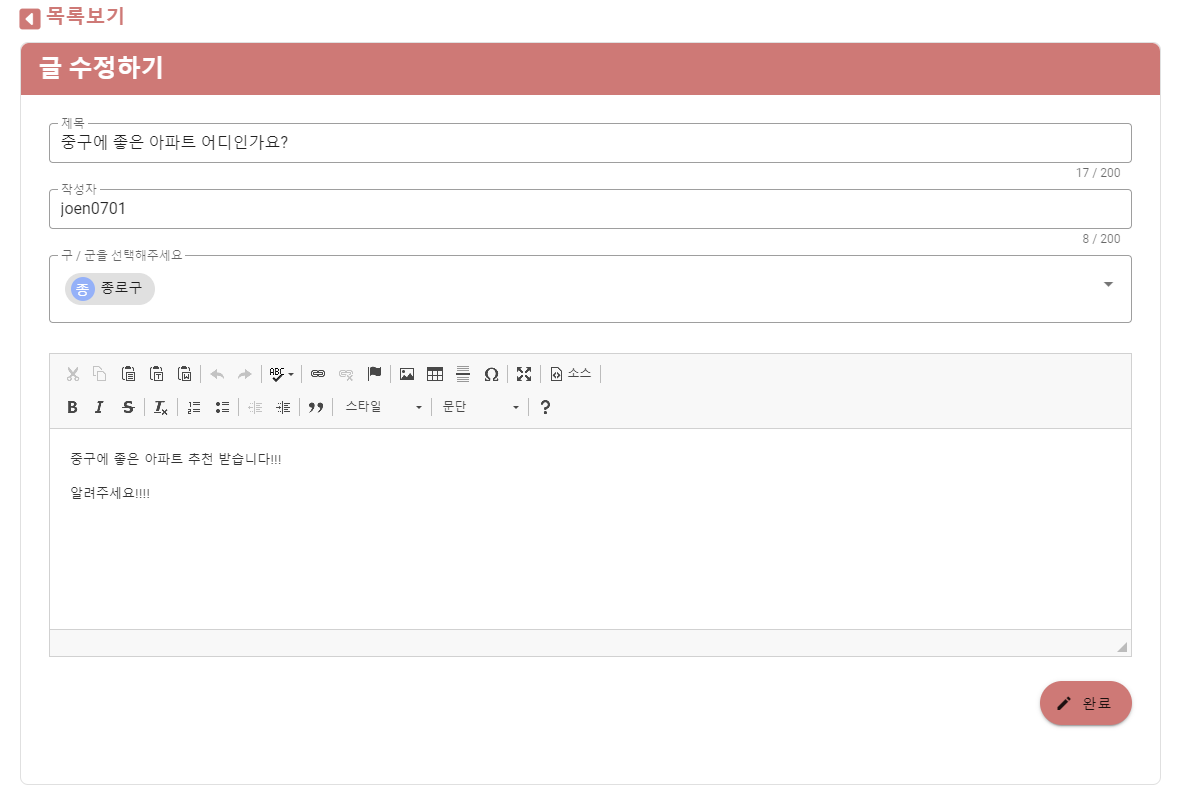 목록보기
글 수정하기
제목
중구에 좋은 아파트 어디인가요?
17 / 200
작성자
joen0701
8 / 200
구 / 군을 선택해주세요
종 종로구
ABC
소스
B I S Tx
스타일 문단 ?
중구에 좋은 아파트 추천 받습니다!!!
알려주세요!!!!
완료